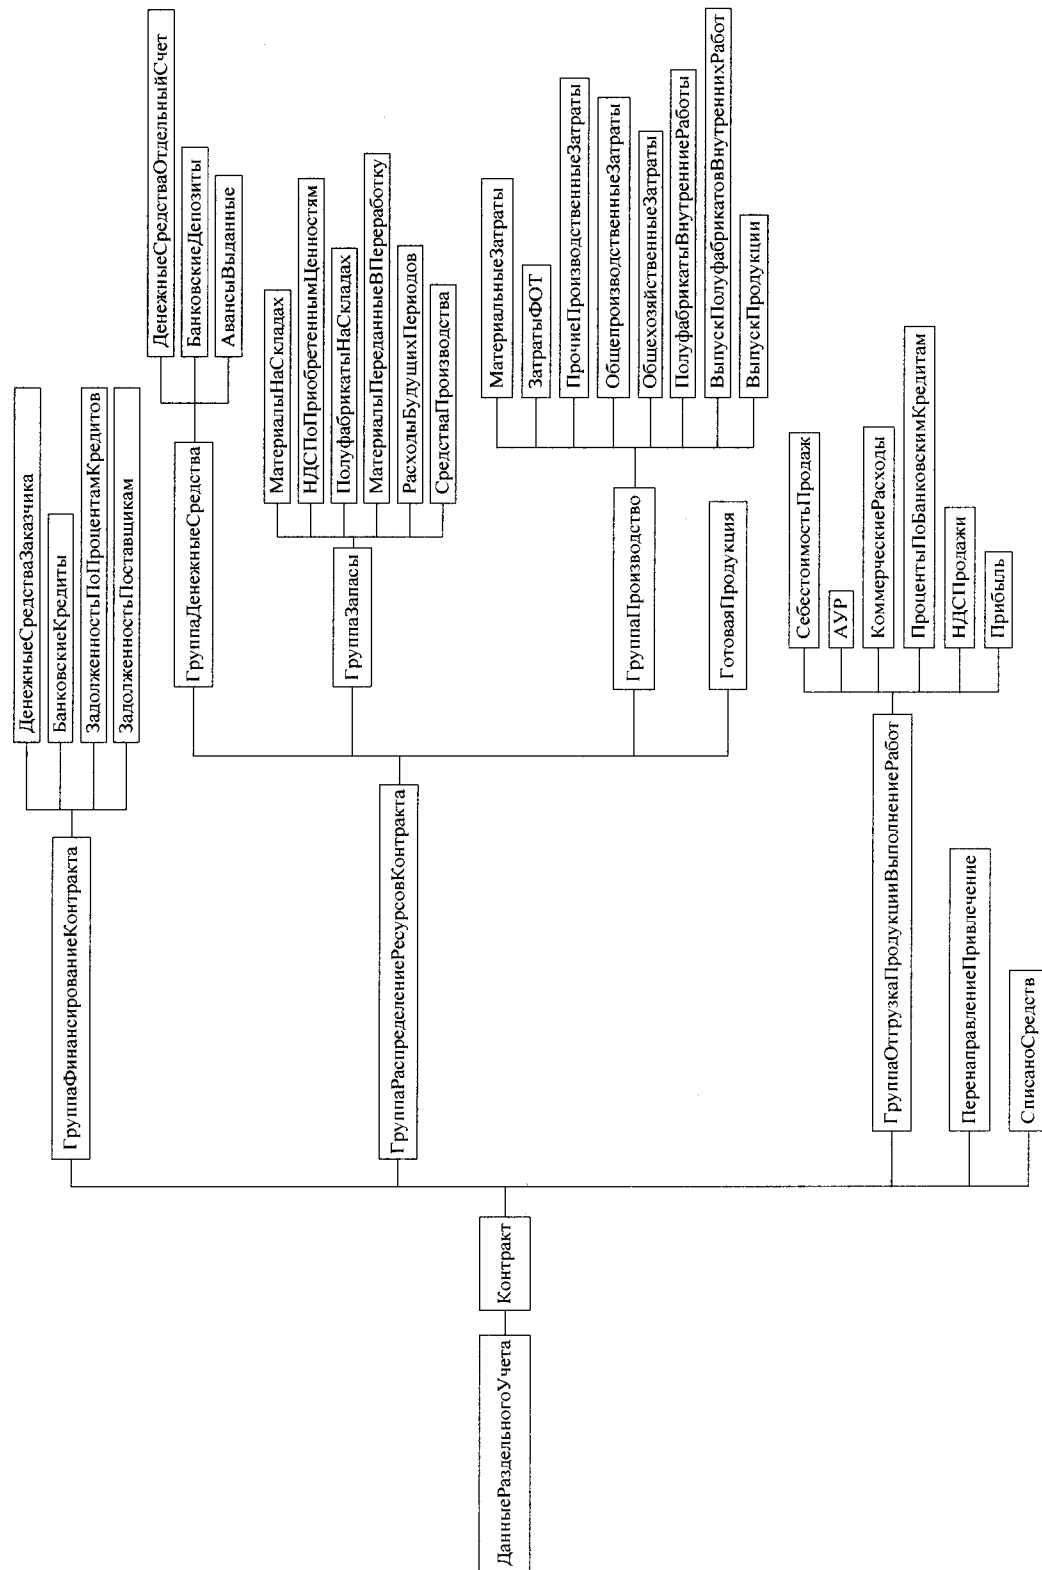 ДанныеРаздельногоУчета
Контракт
ГруппаФинансированиеКонтракта
ДенежныеСредстваЗаказчика
БанковскиеКредиты
ЗадолженностьПоПроцентамКредитов
ЗадолженностьПоставщикам
ГруппаРаспределениеРесурсовКонтракта
ГруппаДенежныеСредства
ДенежныеСредстваОтдельныйСчет
БанковскиеДепозиты
АвансыВыданные
ГруппаЗапасы
МатериалыНаСкладах
НДСПоПриобретеннымЦенностям
ПолуфабрикатыНаСкладах
МатериалыПереданныеВПереработку
РасходыБудущихПериодов
СредстваПроизводства
ГруппаПроизводство
МатериальныеЗатраты
ЗатратыФОТ
ПрочиеПроизводственныеЗатраты
ОбщепроизводственныеЗатраты
ОбщехозяйственныеЗатраты
ПолуфабрикатыВнутренниеРаботы
ВыпускПолуфабрикатовВнутреннихРабот
ВыпускПродукции
ГотоваяПродукция
ГруппаОтгрузкаПродукцииВыполнениеРабот
СебестоимостьПродаж
АУР
КоммерческиеРасходы
ПроцентыПоБанковскимКредитам
НДСПродажи
Прибыль
ПеренаправлениеПривлечение
СписаноСредств